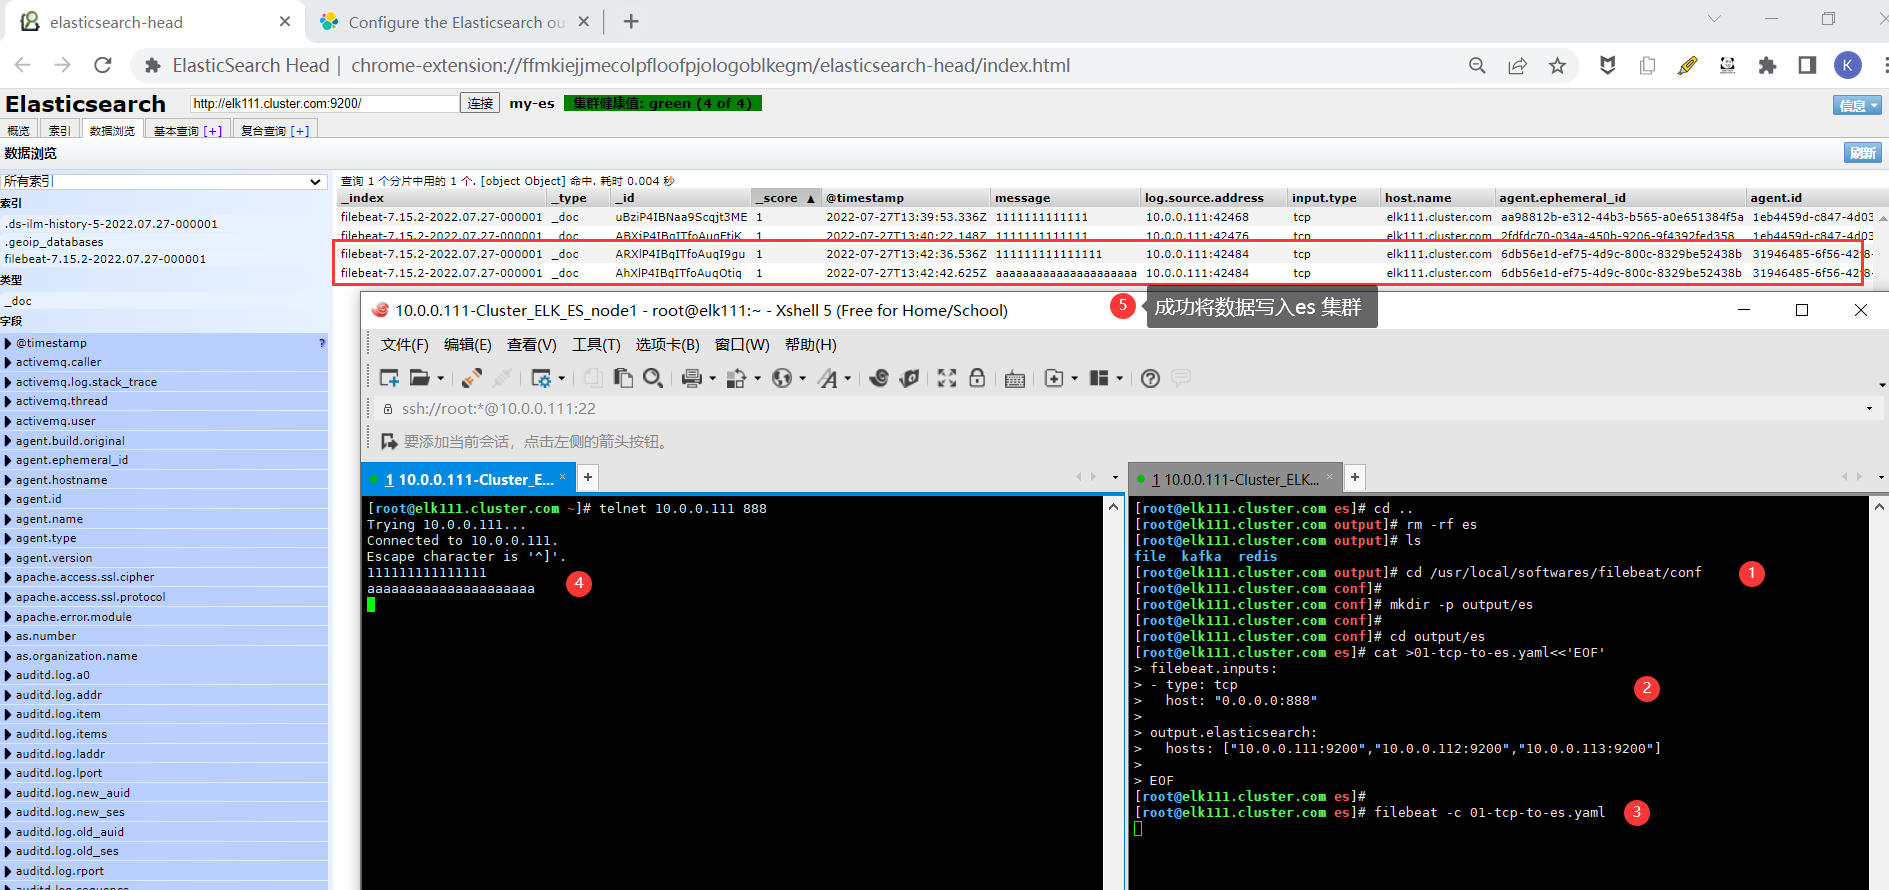 elasticsearch-head
Configure the Elasticsearch ou
ElasticSearch Head | chrome-extension://ffmkiejjmecolpfloofpjologoblkegm/elasticsearch-head/index.html
K
Elasticsearch
http://elk111.cluster.com:9200/
连接
my-es
集群健康值: green (4 of 4)
信息
概览 索引 数据浏览 基本查询 [+] 复合查询 [+]
数据浏览
刷新
所有索引
索引
.ds-ilm-history-5-2022.07.27-000001
.geoip_databases
filebeat-7.15.2-2022.07.27-000001
类型
_doc
字段
@timestamp ?
activemq.caller
activemq.log.stack_trace
activemq.thread
activemq.user
agent.build.original
agent.ephemeral_id
agent.hostname
agent.id
agent.name
agent.type
agent.version
apache.access.ssl.cipher
apache.access.ssl.protocol
apache.error.module
as.number
as.organization.name
auditd.log.a0
auditd.log.addr
auditd.log.item
auditd.log.items
auditd.log.laddr
auditd.log.lport
auditd.log.new_auid
auditd.log.new_ses
auditd.log.old_auid
auditd.log.old_ses
auditd.log.rport
auditd.log.sequence
查询 1 个分片中用的 1 个. [object Object] 命中. 耗时 0.004 秒
_index _type _id _score ▲ @timestamp message log.source.address input.type host.name agent.ephemeral_id agent.id
filebeat-7.15.2-2022.07.27-000001 _doc uBziP4IBNaa9Scqjt3ME 1 2022-07-27T13:39:53.336Z 1111111111111 10.0.0.111:42468 tcp elk111.cluster.com aa98812b-e312-44b3-b565-a0e651384f5a 1eb4459d-c847-4d03
filebeat-7.15.2-2022.07.27-000001 _doc ABXjP4IBqITfoAuqEtiK 1 2022-07-27T13:40:22.148Z 1111111111111 10.0.0.111:42476 tcp elk111.cluster.com 2fdfdc70-034a-450b-9206-9f4392fed358 1eb4459d-c847-4d03
filebeat-7.15.2-2022.07.27-000001 _doc ARXlP4IBqITfoAuqI9gu 1 2022-07-27T13:42:36.536Z 111111111111111 10.0.0.111:42484 tcp elk111.cluster.com 6db56e1d-ef75-4d9c-800c-8329be52438b 31946485-6f56-42f8-
filebeat-7.15.2-2022.07.27-000001 _doc AhXlP4IBqITfoAuqOtiq 1 2022-07-27T13:42:42.625Z aaaaaaaaaaaaaaaaaaaaa 10.0.0.111:42484 tcp elk111.cluster.com 6db56e1d-ef75-4d9c-800c-8329be52438b 31946485-6f56-42f8-
10.0.0.111-Cluster_ELK_ES_node1 - root@elk111:~ - Xshell 5 (Free for Home/School)
5 成功将数据写入es 集群
文件(F) 编辑(E) 查看(V) 工具(T) 选项卡(B) 窗口(W) 帮助(H)
ssh://root:*@10.0.0.111:22
要添加当前会话，点击左侧的箭头按钮。
1 10.0.0.111-Cluster_E...
[root@elk111.cluster.com ~]# telnet 10.0.0.111 888
Trying 10.0.0.111...
Connected to 10.0.0.111.
Escape character is '^]'.
111111111111111
aaaaaaaaaaaaaaaaaaaaa
4
1 10.0.0.111-Cluster_ELK...
[root@elk111.cluster.com es]# cd ..
[root@elk111.cluster.com output]# rm -rf es
[root@elk111.cluster.com output]# ls
file kafka redis
[root@elk111.cluster.com output]# cd /usr/local/softwares/filebeat/conf
1
[root@elk111.cluster.com conf]#
[root@elk111.cluster.com conf]# mkdir -p output/es
[root@elk111.cluster.com conf]#
[root@elk111.cluster.com conf]# cd output/es
[root@elk111.cluster.com es]# cat >01-tcp-to-es.yaml<<'EOF'
> filebeat.inputs:
> - type: tcp
2
> host: "0.0.0.0:888"
>
> output.elasticsearch:
> hosts: ["10.0.0.111:9200","10.0.0.112:9200","10.0.0.113:9200"]
>
> EOF
[root@elk111.cluster.com es]#
[root@elk111.cluster.com es]# filebeat -c 01-tcp-to-es.yaml
3